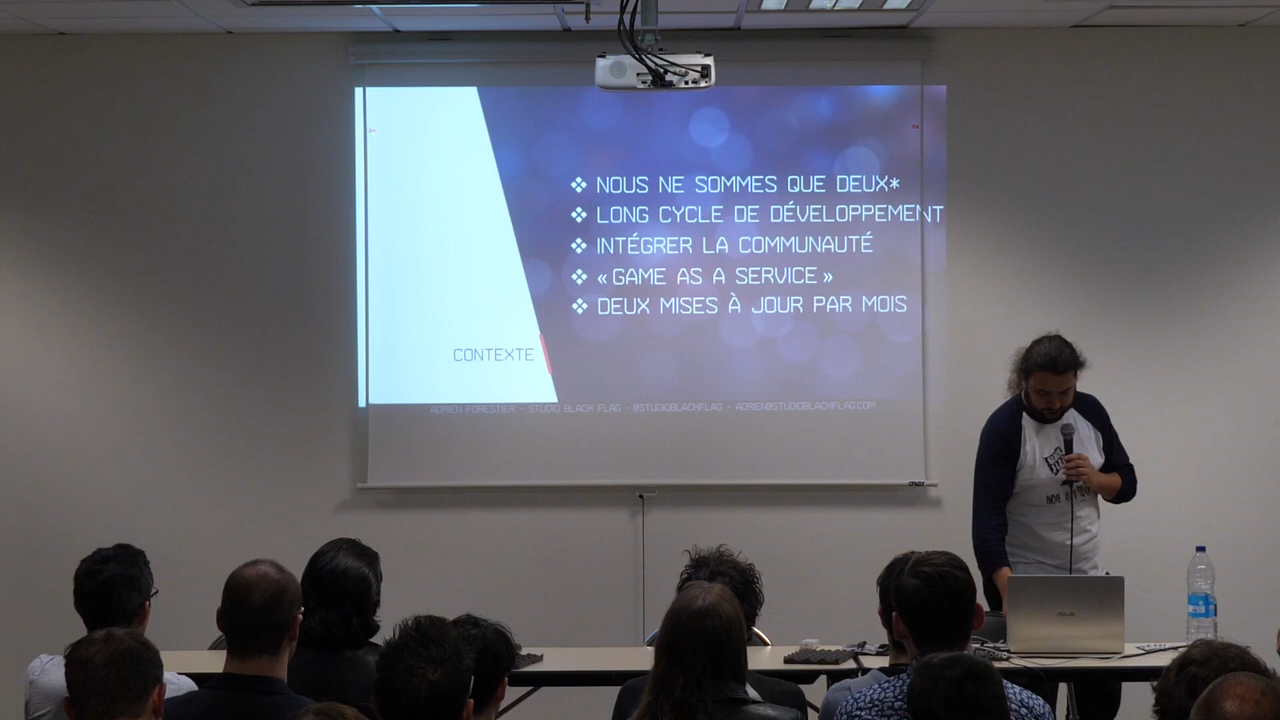 ❖ NOUS NE SOMMES QUE DEUX*
❖ LONG CYCLE DE DÉVELOPPEMENT
❖ INTÉGRER LA COMMUNAUTÉ
❖ « GAME AS A SERVICE »
❖ DEUX MISES À JOUR PAR MOIS
CONTEXTE
ADRIEN FORESTIER - STUDIO BLACK FLAG - @STUDIOBLACKFLAG - ADRIEN@STUDIOBLACKFLAG.COM
ASUS